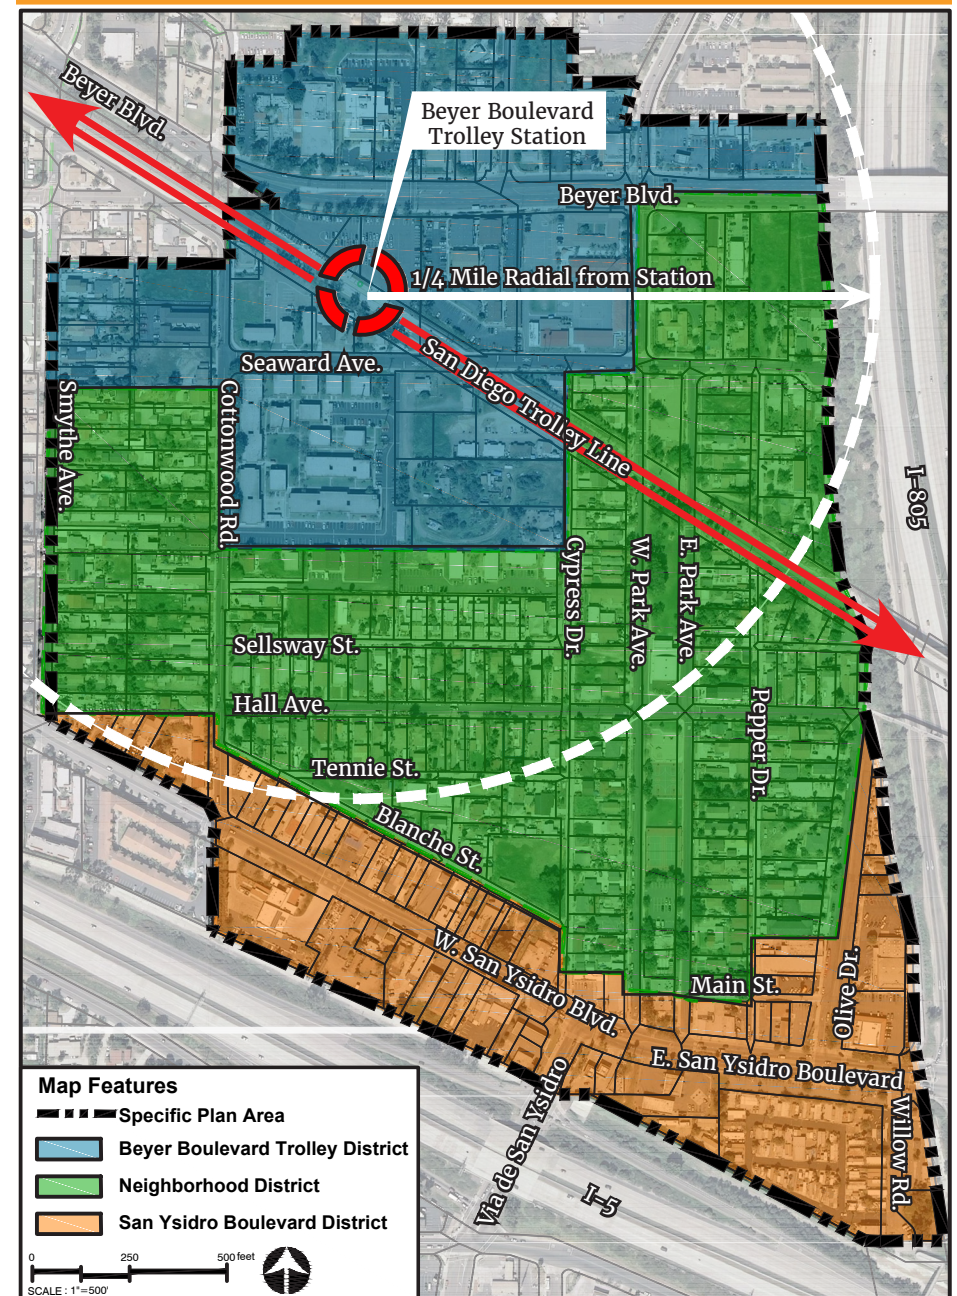 Beyer Blvd.
Beyer Boulevard
Trolley Station
Beyer Blvd.
1/4 Mile Radial from Station
San Diego Trolley Line
Seaward Ave.
Smythe Ave.
Cottonwood Rd.
I-805
Cypress Dr.
W. Park Ave.
E. Park Ave.
Sellsway St.
Hall Ave.
Pepper Dr.
Tennie St.
Blanche St.
W. San Ysidro Blvd.
Main St.
Olive Dr.
E. San Ysidro Boulevard
Via de San Ysidro
Willow Rd.
I-5
Map Features
Specific Plan Area
Beyer Boulevard Trolley District
Neighborhood District
San Ysidro Boulevard District
0 250 500 feet
SCALE : 1"=500'